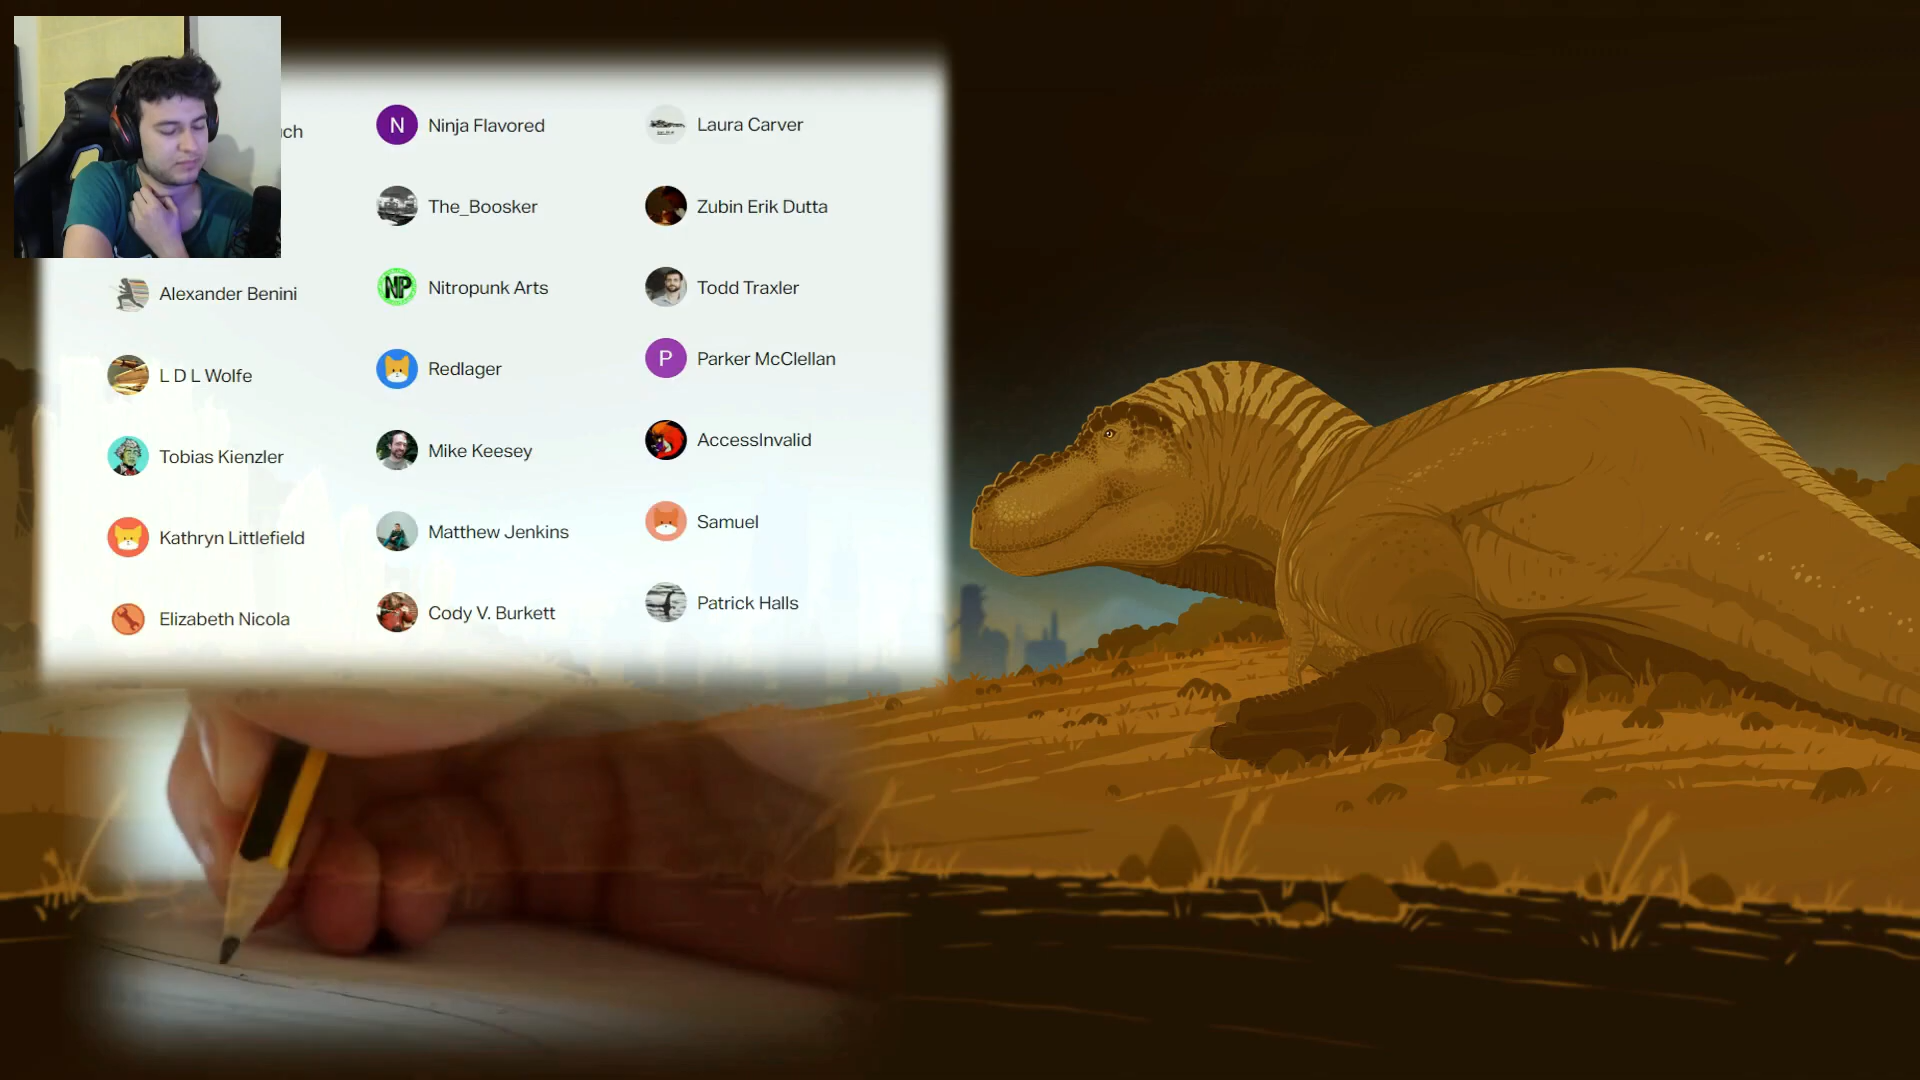 ch
Alexander Benini
L D L Wolfe
Tobias Kienzler
Kathryn Littlefield
Elizabeth Nicola
N Ninja Flavored
The_Boosker
NP Nitropunk Arts
Redlager
Mike Keesey
Matthew Jenkins
Cody V. Burkett
Laura Carver
Zubin Erik Dutta
Todd Traxler
P Parker McClellan
AccessInvalid
Samuel
Patrick Halls